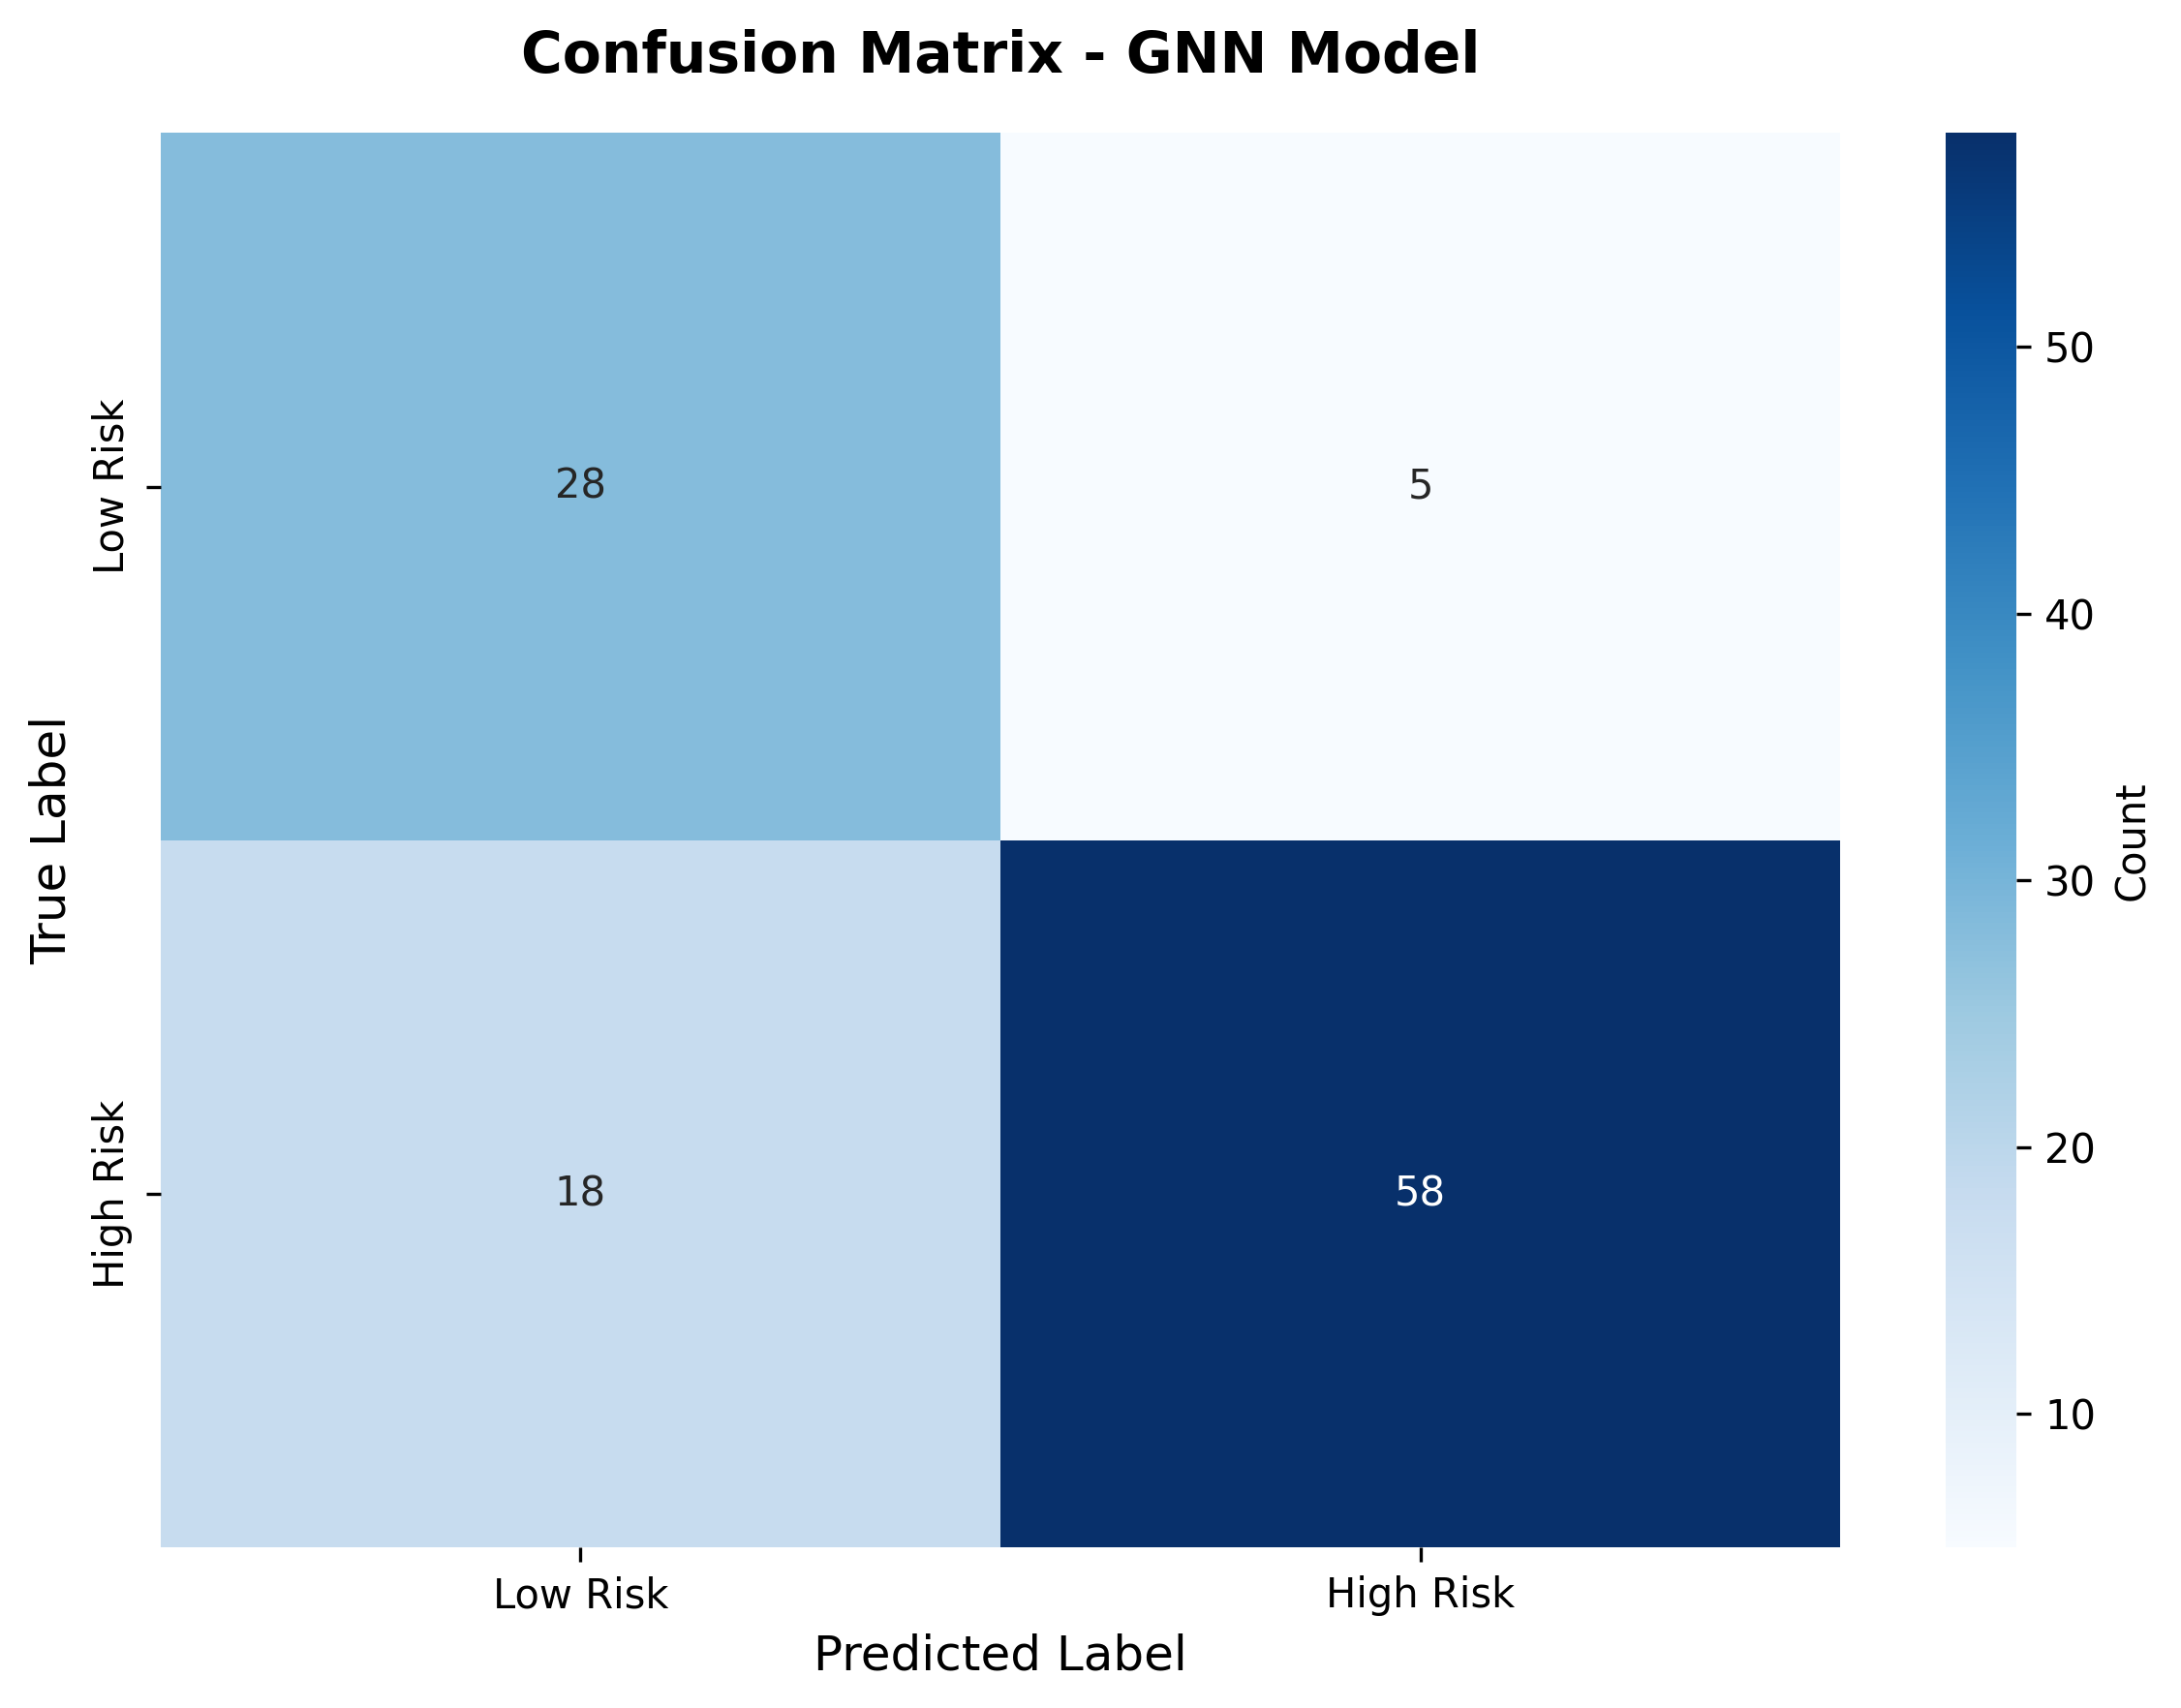 Confusion Matrix - GNN Model
True Label
Low Risk
High Risk
28
5
18
58
Low Risk
High Risk
Predicted Label
50
40
30
20
10
Count